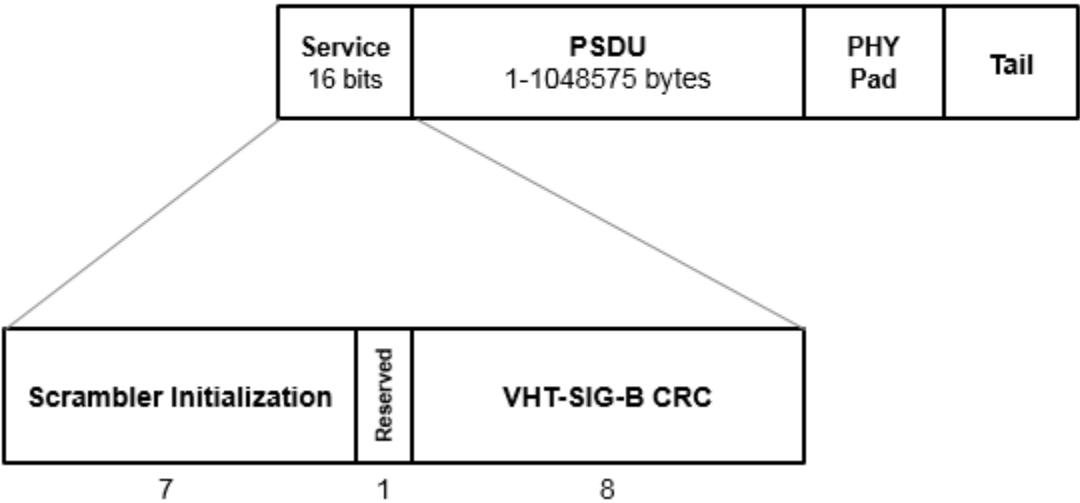 Service
16 bits
PSDU
1-1048575 bytes
PHY
Pad
Tail
Scrambler Initialization
Reserved
VHT-SIG-B CRC
7
1
8